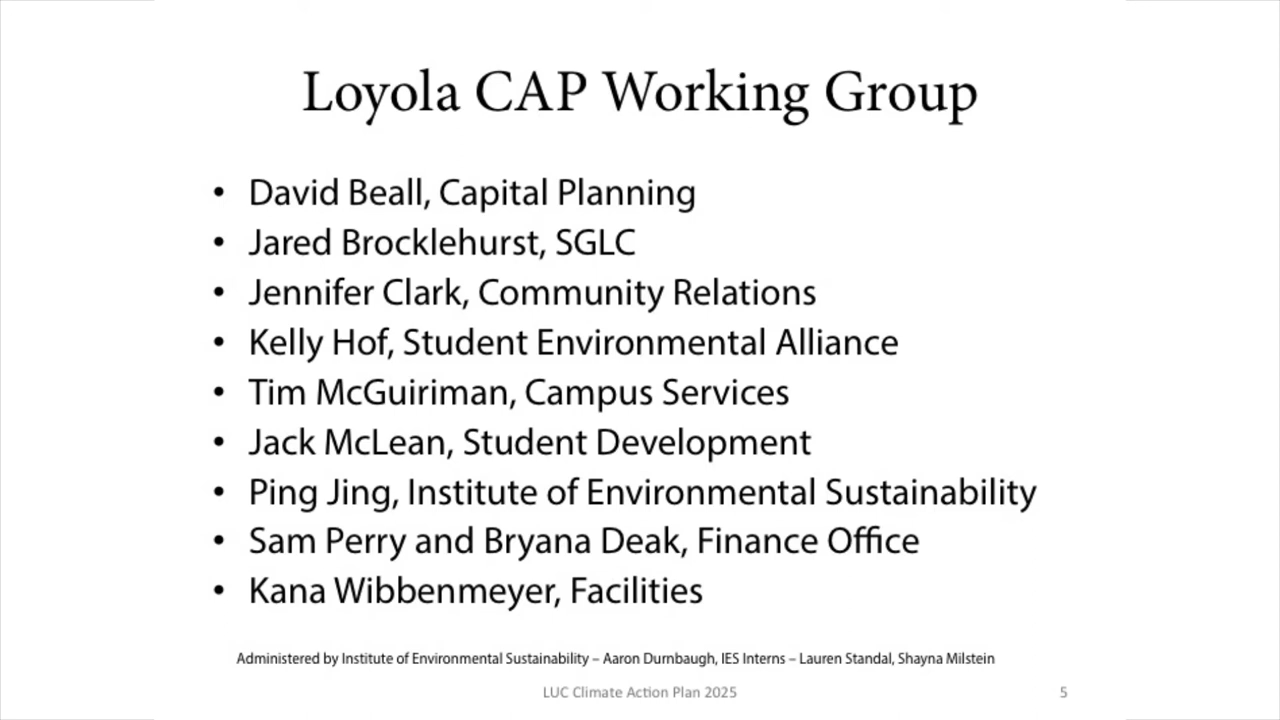 Loyola CAP Working Group
• David Beall, Capital Planning
• Jared Brocklehurst, SGLC
• Jennifer Clark, Community Relations
• Kelly Hof, Student Environmental Alliance
• Tim McGuiriman, Campus Services
• Jack McLean, Student Development
• Ping Jing, Institute of Environmental Sustainability
• Sam Perry and Bryana Deak, Finance Office
• Kana Wibbenmeyer, Facilities
Administered by Institute of Environmental Sustainability – Aaron Durnbaugh, IES Interns – Lauren Standal, Shayna Milstein
LUC Climate Action Plan 2025
5